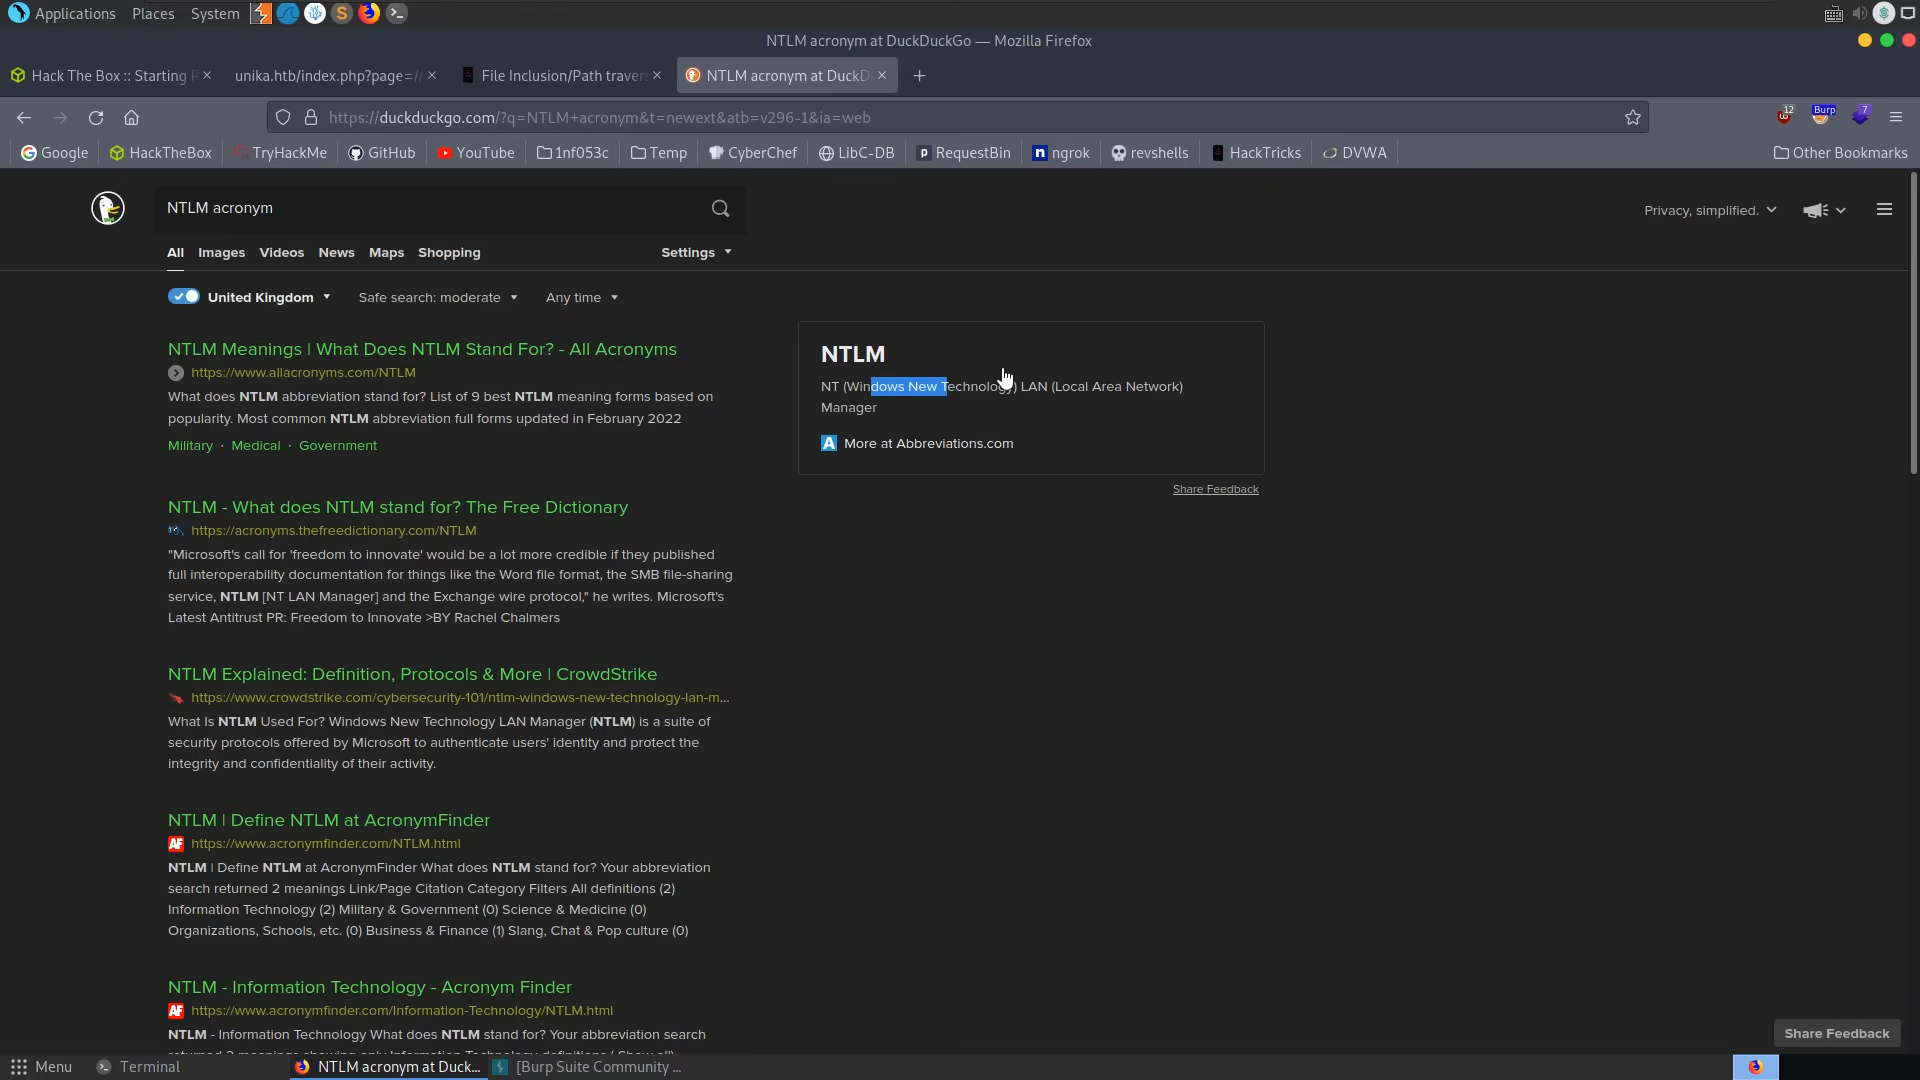 Applications Places System
NTLM acronym at DuckDuckGo — Mozilla Firefox
Hack The Box :: Starting P
unika.htb/index.php?page=//
File Inclusion/Path travers
NTLM acronym at DuckD
https://duckduckgo.com/?q=NTLM+acronym&t=newext&atb=v296-1&ia=web
12
Burp
7
Google HackTheBox TryHackMe GitHub YouTube 1nf053c Temp CyberChef LibC-DB RequestBin ngrok revshells HackTricks DVWA Other Bookmarks
NTLM acronym
Privacy, simplified.
All Images Videos News Maps Shopping Settings
United Kingdom Safe search: moderate Any time
NTLM Meanings | What Does NTLM Stand For? - All Acronyms
https://www.allacronyms.com/NTLM
What does NTLM abbreviation stand for? List of 9 best NTLM meaning forms based on
popularity. Most common NTLM abbreviation full forms updated in February 2022
Military · Medical · Government
NTLM - What does NTLM stand for? The Free Dictionary
https://acronyms.thefreedictionary.com/NTLM
"Microsoft's call for 'freedom to innovate' would be a lot more credible if they published
full interoperability documentation for things like the Word file format, the SMB file-sharing
service, NTLM [NT LAN Manager] and the Exchange wire protocol," he writes. Microsoft's
Latest Antitrust PR: Freedom to Innovate >BY Rachel Chalmers
NTLM Explained: Definition, Protocols & More | CrowdStrike
https://www.crowdstrike.com/cybersecurity-101/ntlm-windows-new-technology-lan-m...
What Is NTLM Used For? Windows New Technology LAN Manager (NTLM) is a suite of
security protocols offered by Microsoft to authenticate users' identity and protect the
integrity and confidentiality of their activity.
NTLM | Define NTLM at AcronymFinder
AF https://www.acronymfinder.com/NTLM.html
NTLM | Define NTLM at AcronymFinder What does NTLM stand for? Your abbreviation
search returned 2 meanings Link/Page Citation Category Filters All definitions (2)
Information Technology (2) Military & Government (0) Science & Medicine (0)
Organizations, Schools, etc. (0) Business & Finance (1) Slang, Chat & Pop culture (0)
NTLM - Information Technology - Acronym Finder
AF https://www.acronymfinder.com/Information-Technology/NTLM.html
NTLM - Information Technology What does NTLM stand for? Your abbreviation search
NTLM
NT (Windows New Technology) LAN (Local Area Network)
Manager
A More at Abbreviations.com
Share Feedback
Share Feedback
Menu Terminal NTLM acronym at Duck... [Burp Suite Community ...